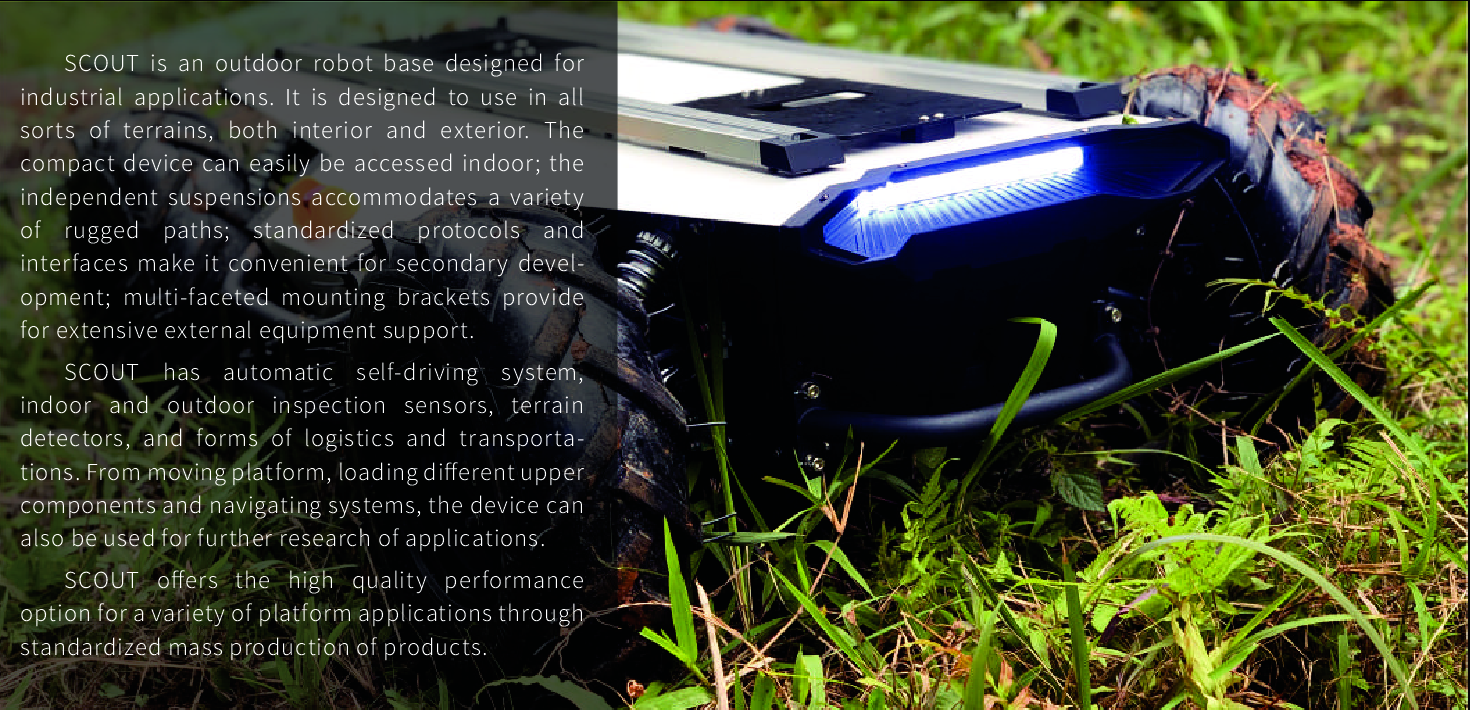 SCOUT is an outdoor robot base designed for
industrial applications. It is designed to use in all
sorts of terrains, both interior and exterior. The
compact device can easily be accessed indoor; the
independent suspensions accommodates a variety
of rugged paths; standardized protocols and
interfaces make it convenient for secondary devel-
opment; multi-faceted mounting brackets provide
for extensive external equipment support.
SCOUT has automatic self-driving system,
indoor and outdoor inspection sensors, terrain
detectors, and forms of logistics and transporta-
tions. From moving platform, loading different upper
components and navigating systems, the device can
also be used for further research of applications.
SCOUT offers the high quality performance
option for a variety of platform applications through
standardized mass production of products.